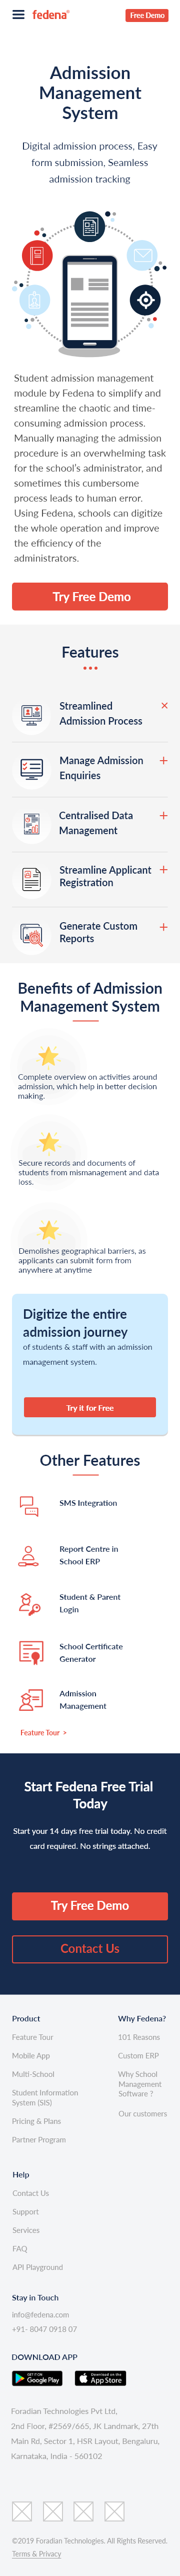 fedena
Free Demo
Admission
Management
System
Digital admission process, Easy
form submission, Seamless
admission tracking
Student admission management
module by Fedena to simplify and
streamline the chaotic and time-
consuming admission process.
Manually managing the admission
procedure is an overwhelming task
for the school's administrator, and
sometimes this cumbersome
process leads to human error.
Using Fedena, schools can digitize
the whole operation and improve
the efficiency of the
administrators.
Try Free Demo
Features
Streamlined
Admission Process
Manage Admission
Enquiries
Centralised Data
Management
Streamline Applicant
Registration
Generate Custom
Reports
Benefits of Admission
Management System
Complete overview on activities around
admission, which help in better decision
making.
Secure records and documents of
students from mismanagement and data
loss.
Demolishes geographical barriers, as
applicants can submit form from
anywhere at anytime
Digitize the entire
admission journey
of students & staff with an admission
management system.
Try it for Free
Other Features
SMS Integration
Report Centre in
School ERP
Student & Parent
Login
School Certificate
Generator
Admission
Management
Feature Tour >
Start Fedena Free Trial
Today
Start your 14 days free trial today. No credit
card required. No strings attached.
Try Free Demo
Contact Us
Product
Feature Tour
Mobile App
Multi-School
Student Information
System (SIS)
Pricing & Plans
Partner Program
Why Fedena?
101 Reasons
Custom ERP
Why School
Management
Software ?
Our customers
Help
Contact Us
Support
Services
FAQ
API Playground
Stay in Touch
info@fedena.com
+91- 8047 0918 07
DOWNLOAD APP
GET IT ON
Google Play
Download on the
App Store
Foradian Technologies Pvt Ltd,
2nd Floor, #2569/665, JK Landmark, 27th
Main Rd, Sector 1, HSR Layout, Bengaluru,
Karnataka, India - 560102
©2019 Foradian Technologies. All Rights Reserved.
Terms & Privacy